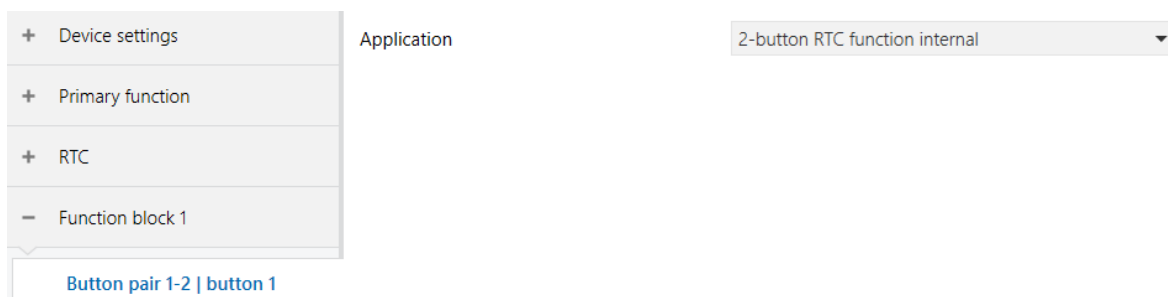 Device settings
Application
2-button RTC function internal
Primary function
RTC
Function block 1
Button pair 1-2 | button 1